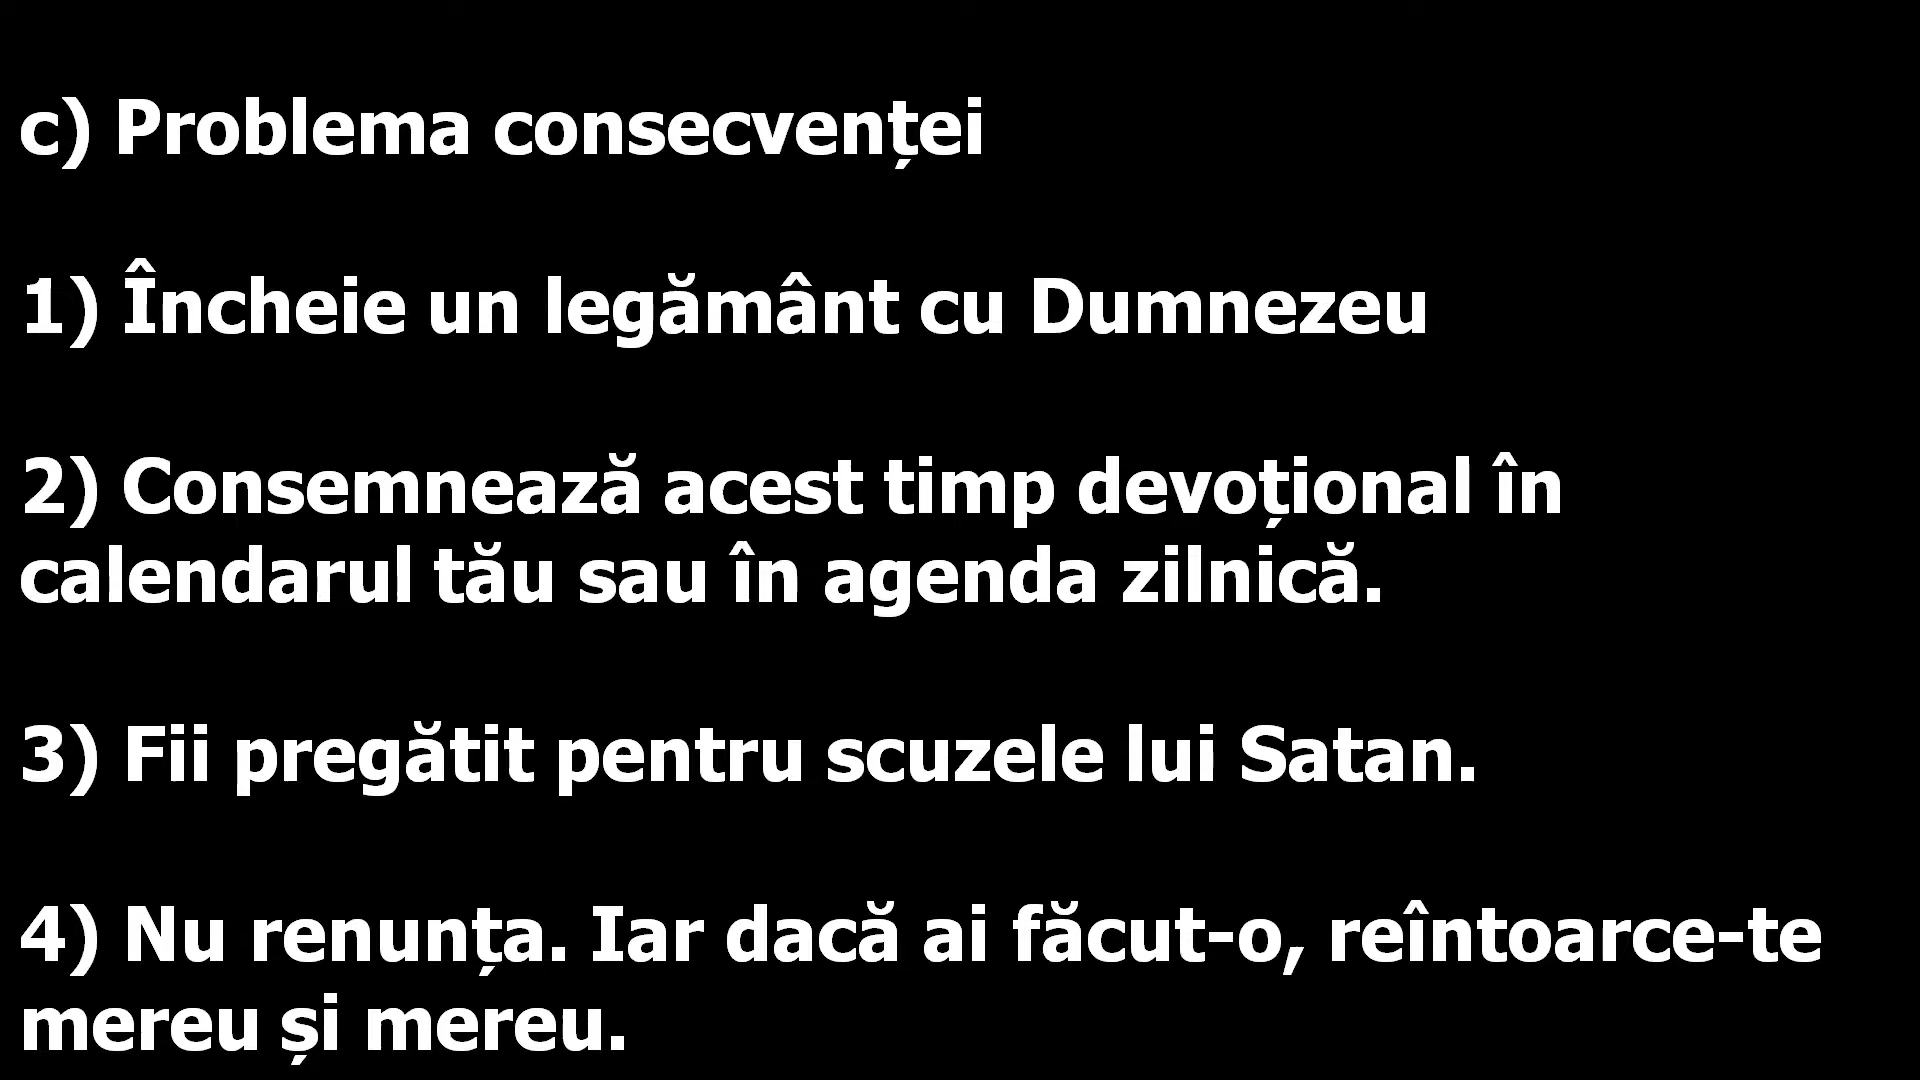 c) Problema consecvenței
1) Încheie un legământ cu Dumnezeu
2) Consemnează acest timp devoțional în
calendarul tău sau în agenda zilnică.
3) Fii pregătit pentru scuzele lui Satan.
4) Nu renunța. Iar dacă ai făcut-o, reîntoarce-te
mereu și mereu.